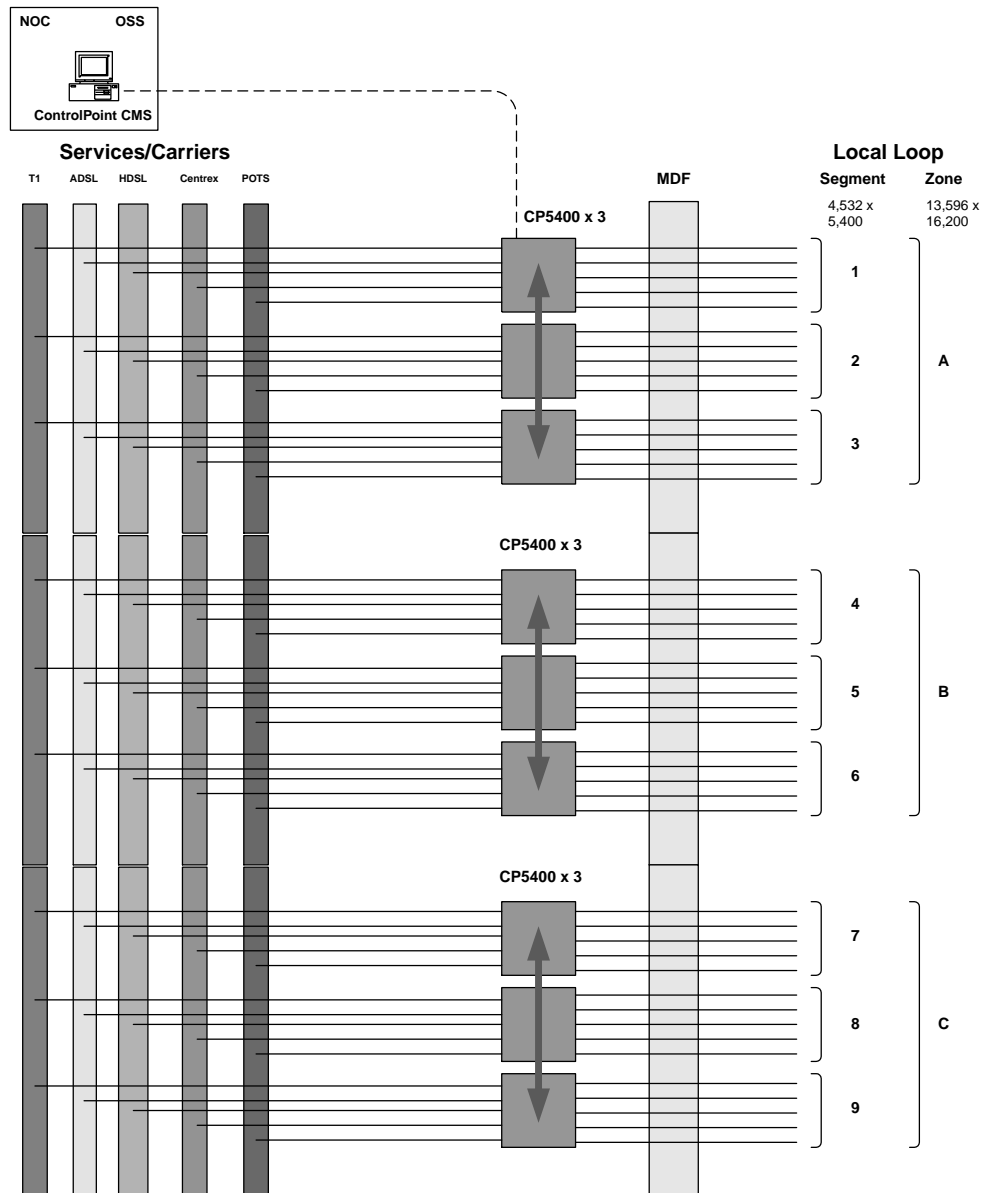 NOC OSS
ControlPoint CMS
Services/Carriers
Local Loop
T1 ADSL HDSL Centrex POTS
MDF
Segment Zone
4,532 x 13,596 x
5,400 16,200
CP5400 x 3
1
2 A
3
CP5400 x 3
4
5 B
6
CP5400 x 3
7
8 C
9